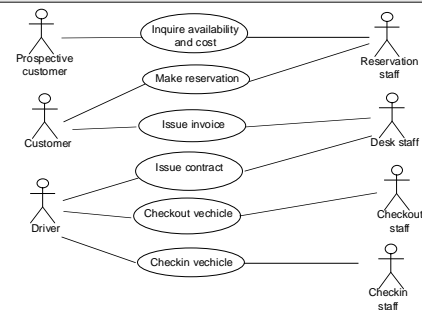 Inquire availability
and cost
Prospective
customer
Reservation
staff
Make reservation
Customer
Issue invoice
Desk staff
Issue contract
Driver
Checkout vechicle
Checkout
staff
Checkin vechicle
Checkin
staff